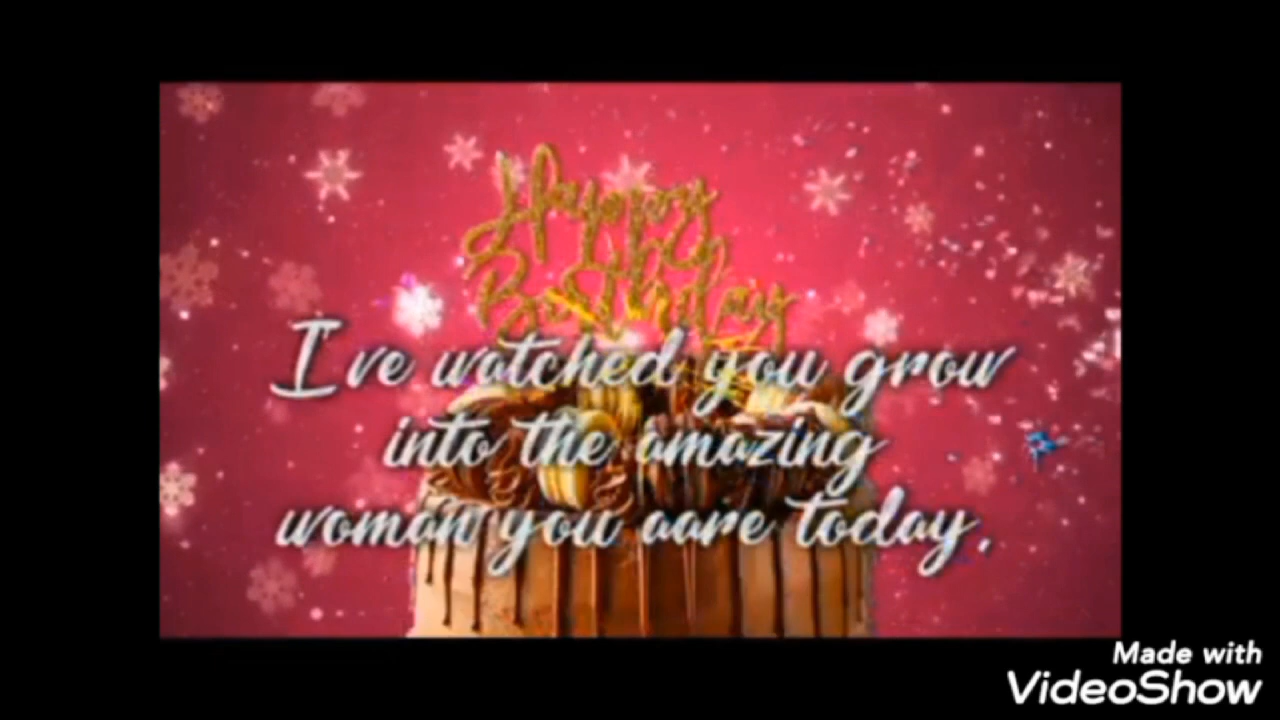 Happy
Birthday
I've watched you grow
into the amazing
woman you aare today.
Made with
VideoShow